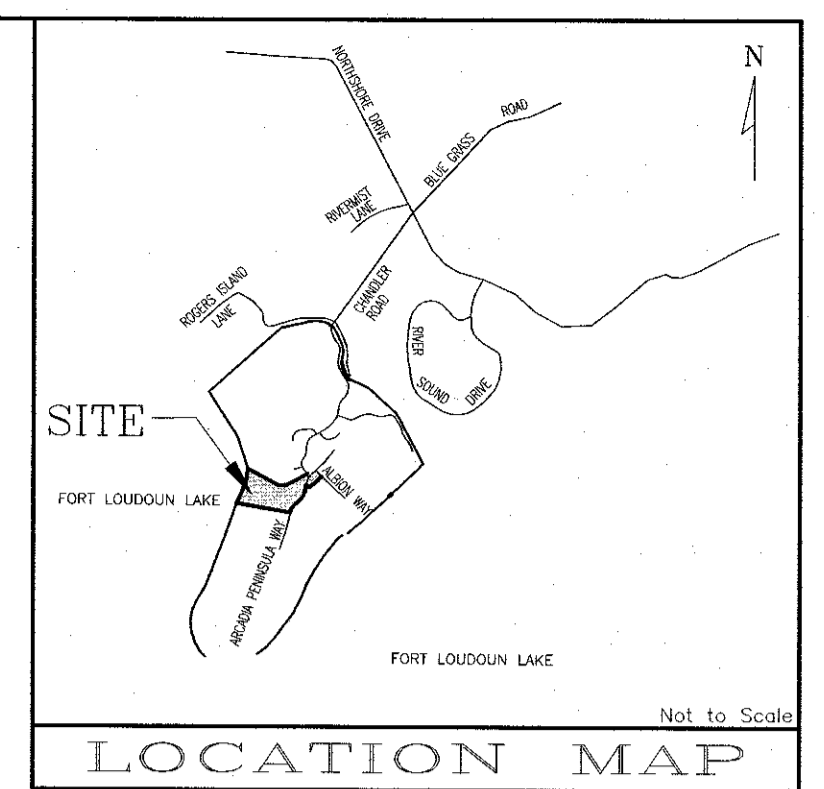 N
NORTHSHORE DRIVE
BLUE GRASS ROAD
RIVERMIST
LANE
CHANDLER
ROAD
ROGERS ISLAND
LANE
RIVER
SOUND DRIVE
SITE
FORT LOUDOUN LAKE
ALBION WAY
ARCADIA PENINSULA WAY
FORT LOUDOUN LAKE
Not to Scale
LOCATION MAP